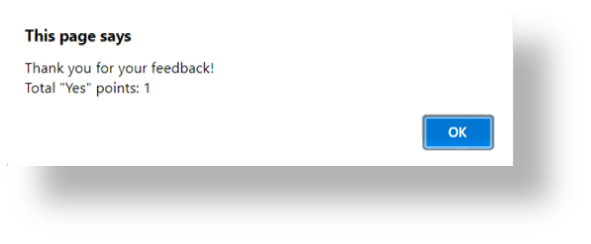 This page says
Thank you for your feedback!
Total "Yes" points: 1
OK